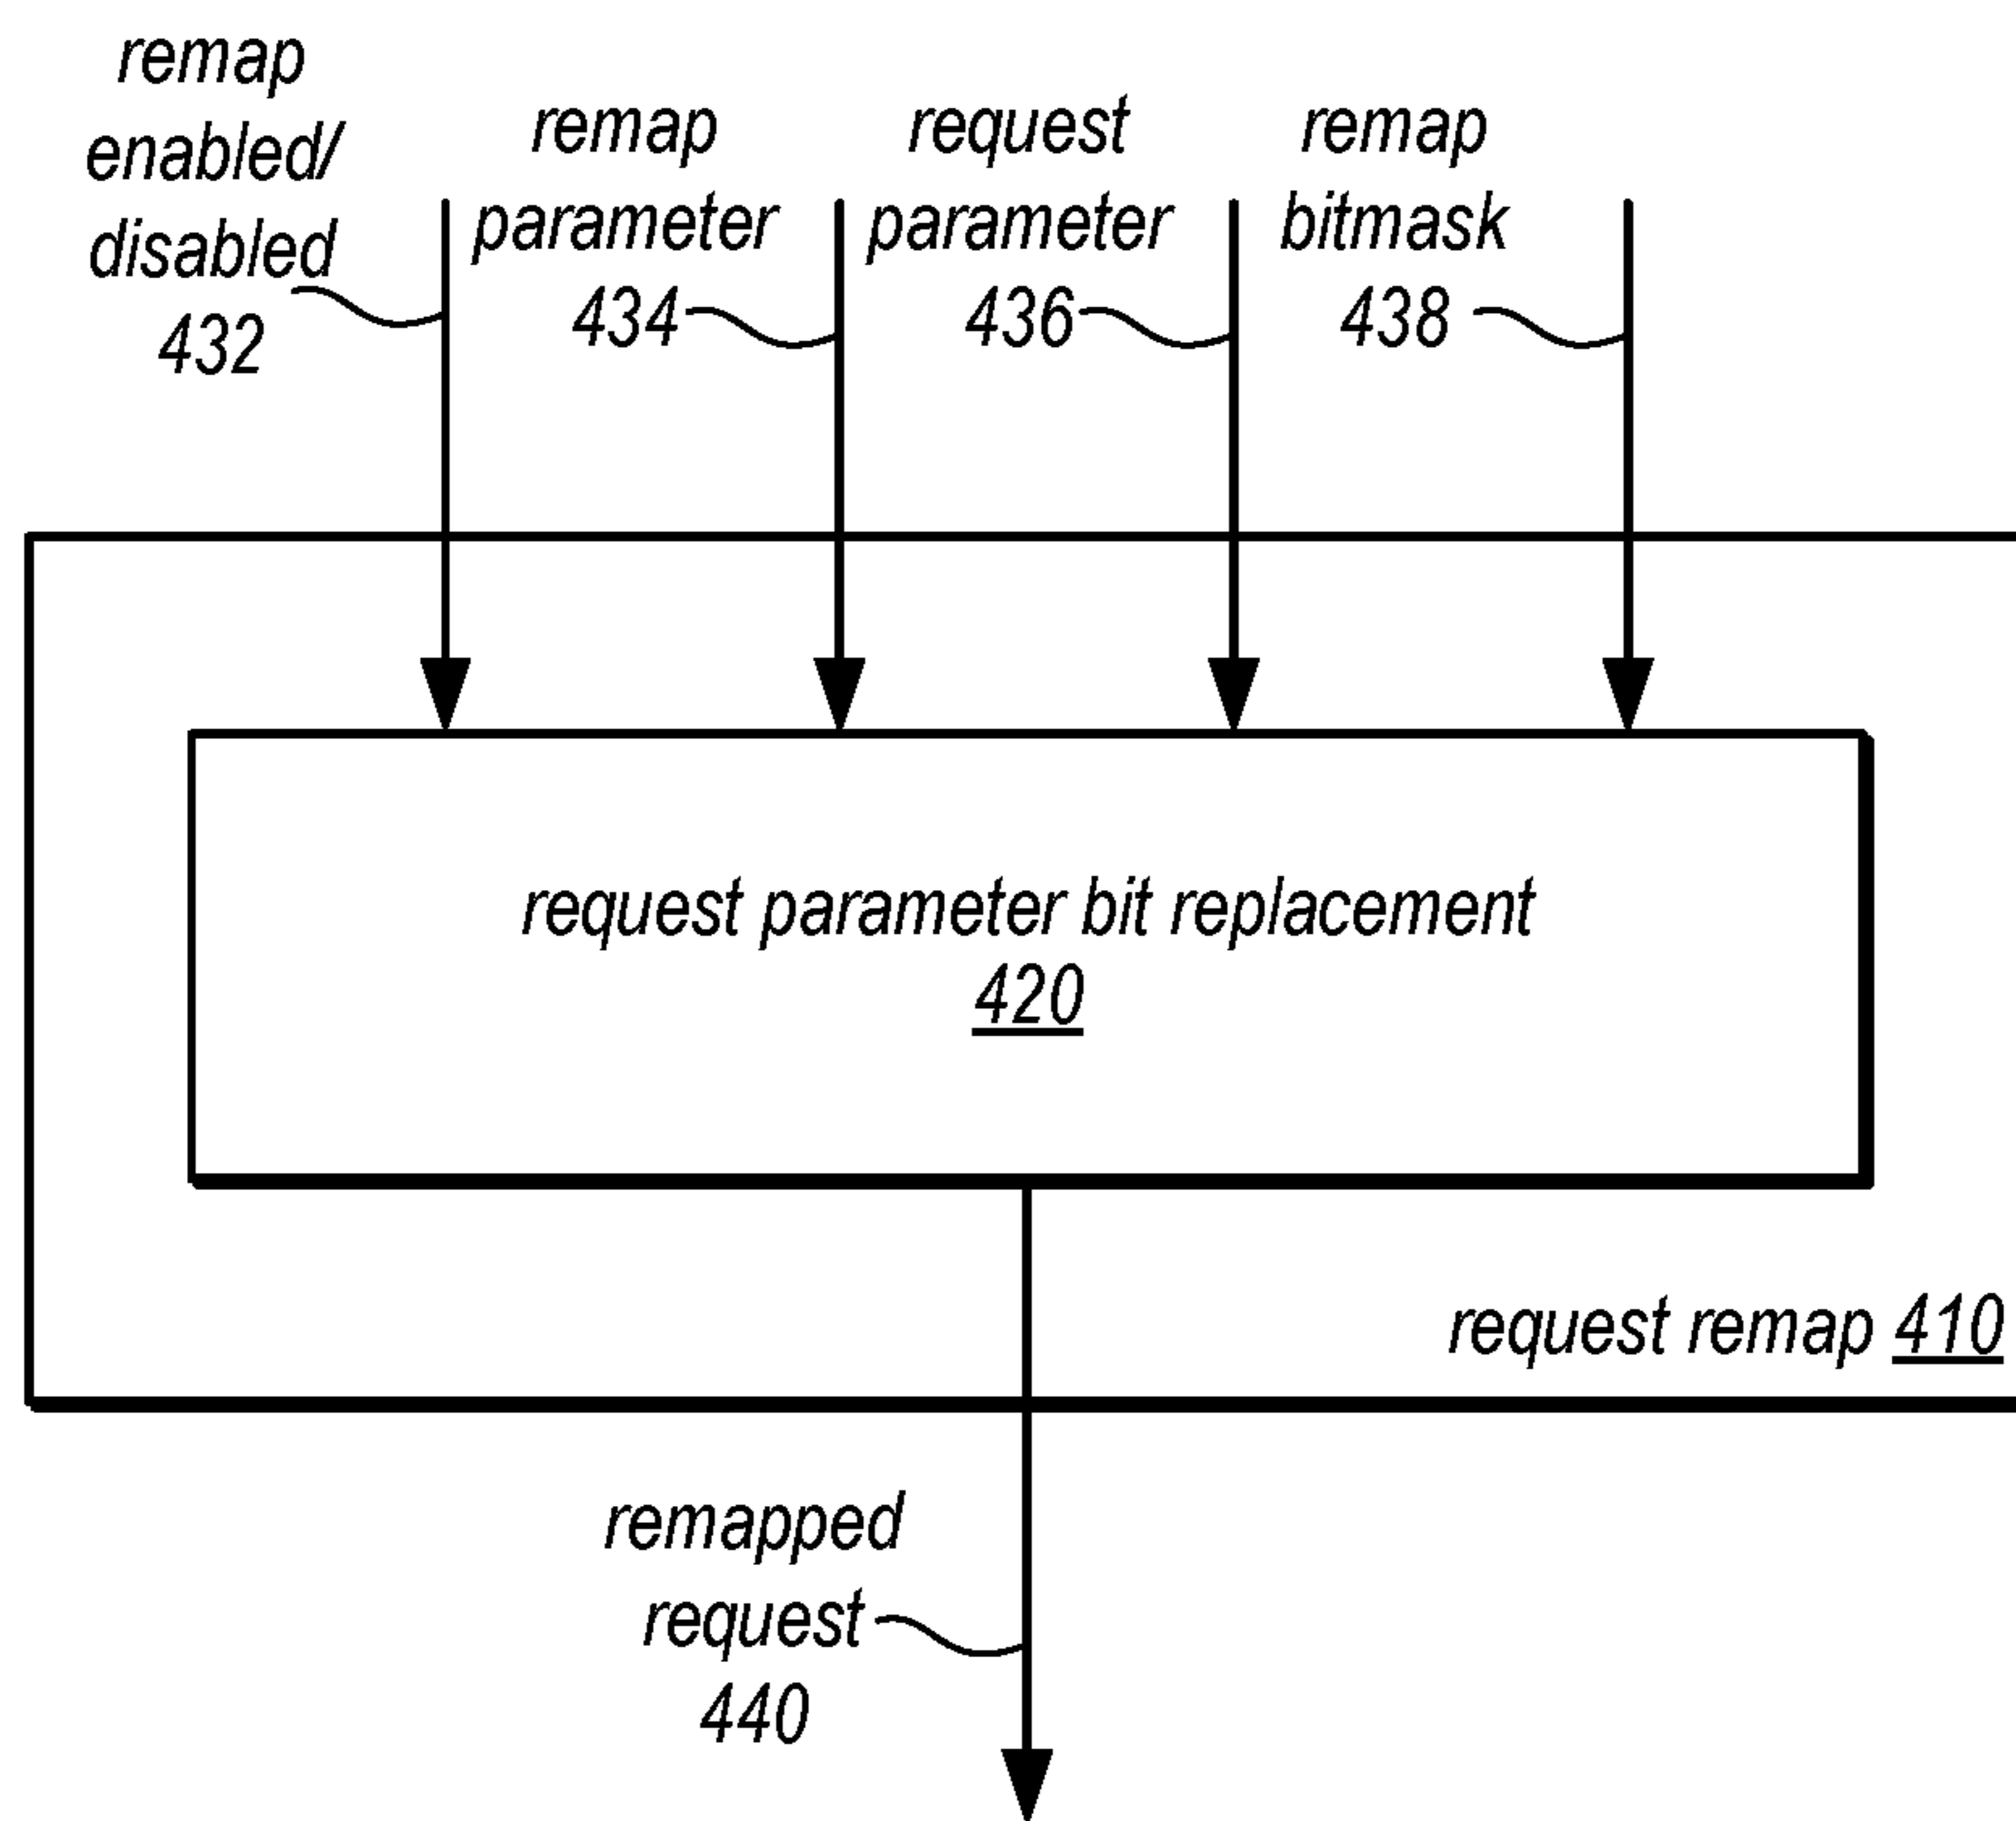 remap
enabled/
disabled
432
remap
parameter
434
request
parameter
436
remap
bitmask
438
request parameter bit replacement
420
request remap 410
remapped
request
440